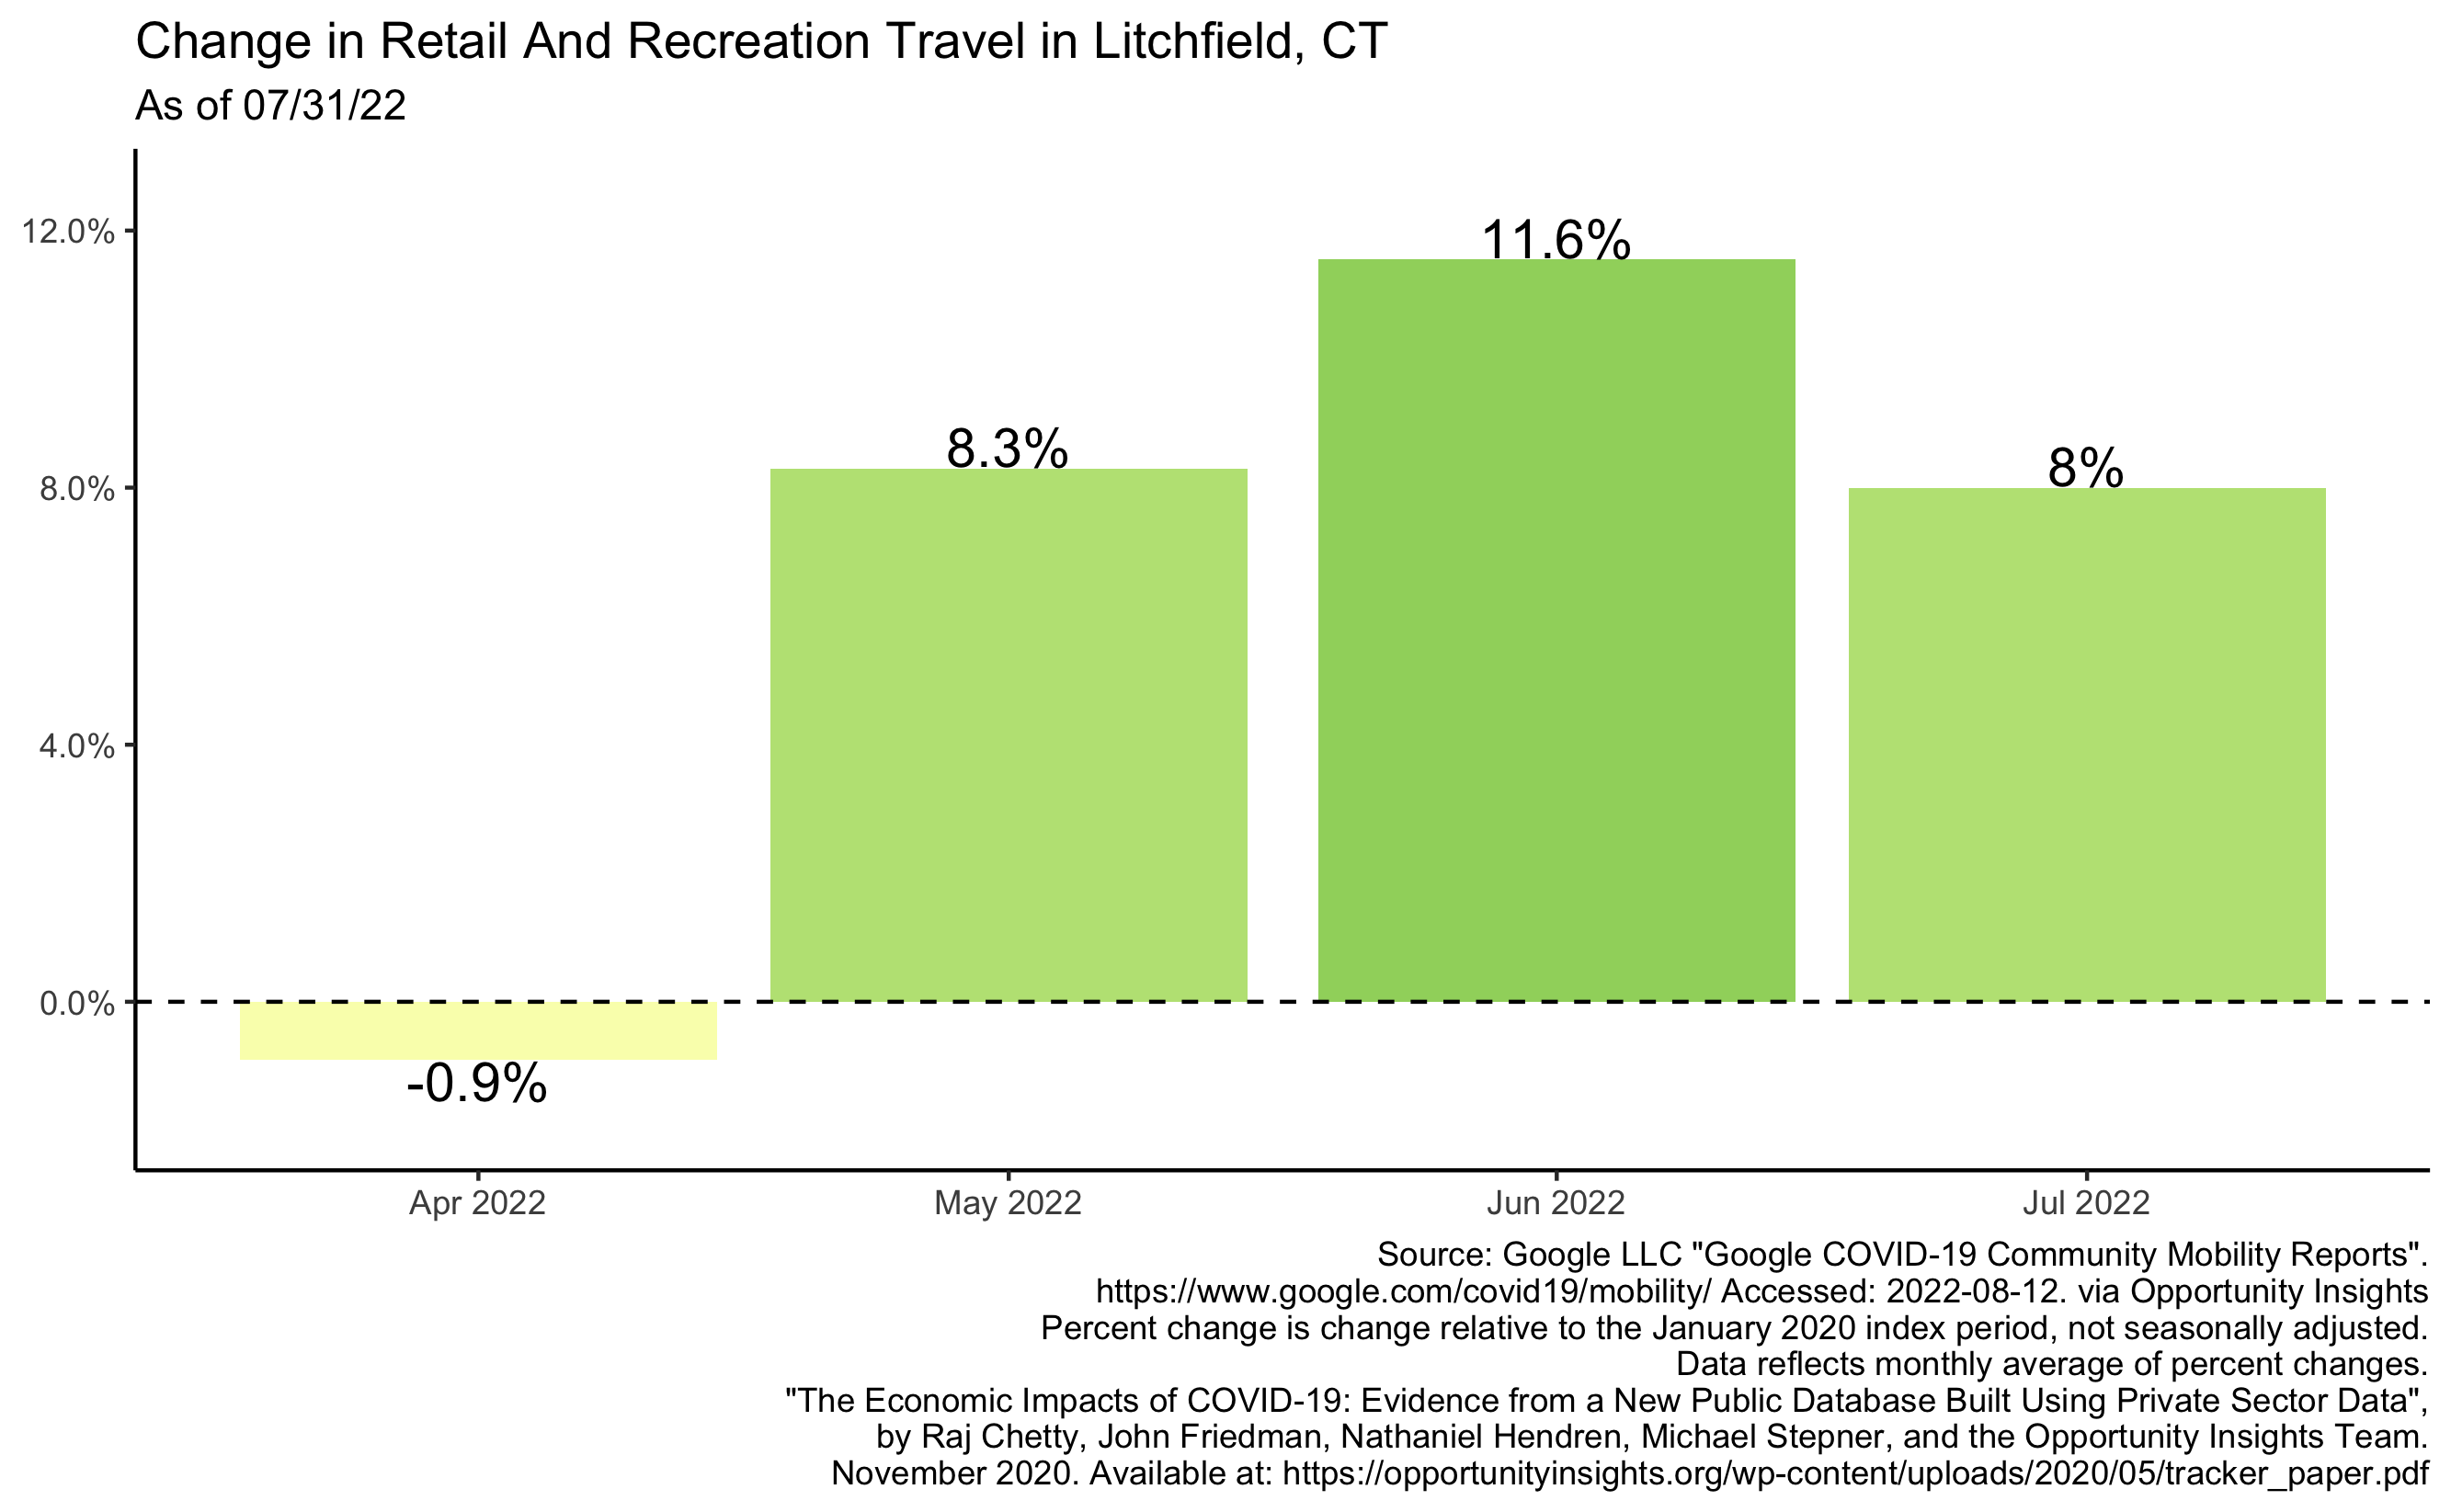 Change in Retail And Recreation Travel in Litchfield, CT
As of 07/31/22
12.0%
8.0%
4.0%
0.0%
-0.9%
8.3%
11.6%
8%
Apr 2022
May 2022
Jun 2022
Jul 2022
Source: Google LLC "Google COVID-19 Community Mobility Reports".
https://www.google.com/covid19/mobility/ Accessed: 2022-08-12. via Opportunity Insights
Percent change is change relative to the January 2020 index period, not seasonally adjusted.
Data reflects monthly average of percent changes.
"The Economic Impacts of COVID-19: Evidence from a New Public Database Built Using Private Sector Data",
by Raj Chetty, John Friedman, Nathaniel Hendren, Michael Stepner, and the Opportunity Insights Team.
November 2020. Available at: https://opportunityinsights.org/wp-content/uploads/2020/05/tracker_paper.pdf